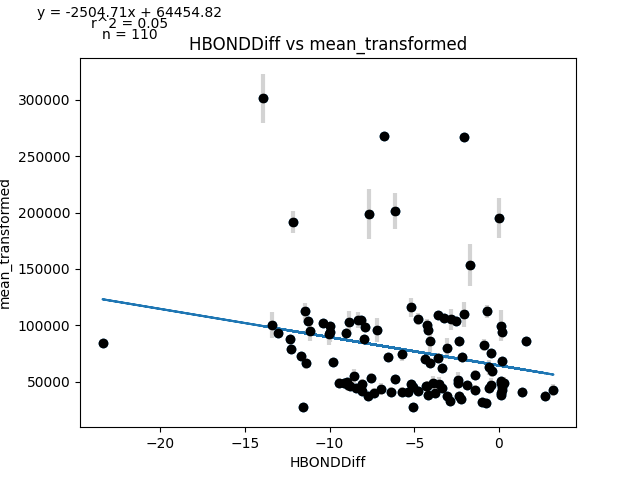 y = -2504.71x + 64454.82
r^2 = 0.05
n = 110
HBONDDiff vs mean_transformed
300000
250000
200000
150000
100000
50000
mean_transformed
−20
−15
−10
−5
0
HBONDDiff